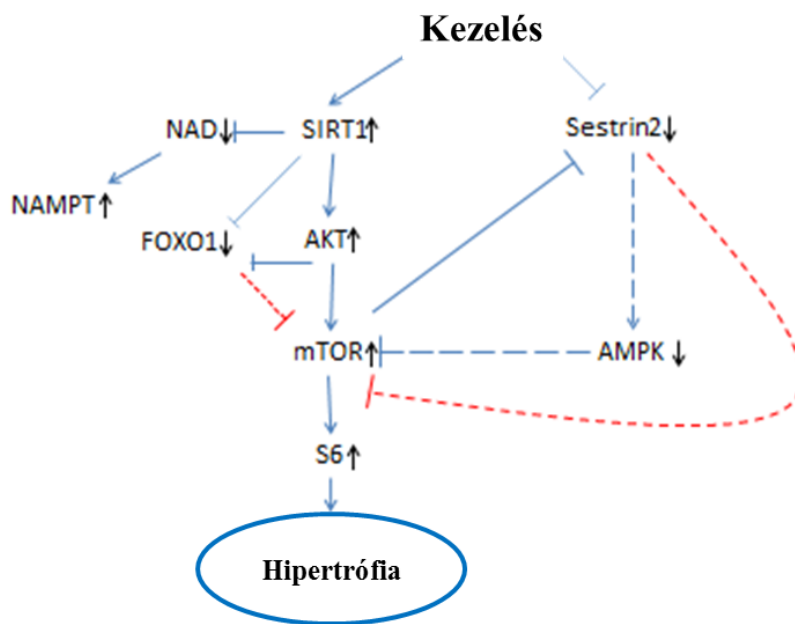 Kezelés
NAD↓ SIRT1↑ Sestrin2↓
NAMPT↑
FOXO1↓ AKT↑
mTOR↑ AMPK ↓
S6↑
Hipertrófia